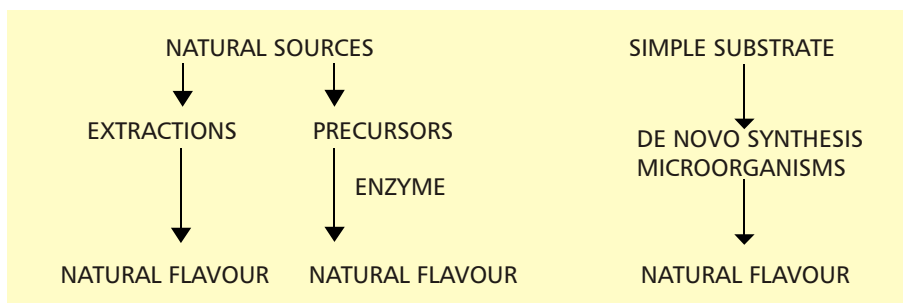 NATURAL SOURCES
SIMPLE SUBSTRATE
EXTRACTIONS
PRECURSORS
DE NOVO SYNTHESIS
MICROORGANISMS
ENZYME
NATURAL FLAVOUR
NATURAL FLAVOUR
NATURAL FLAVOUR